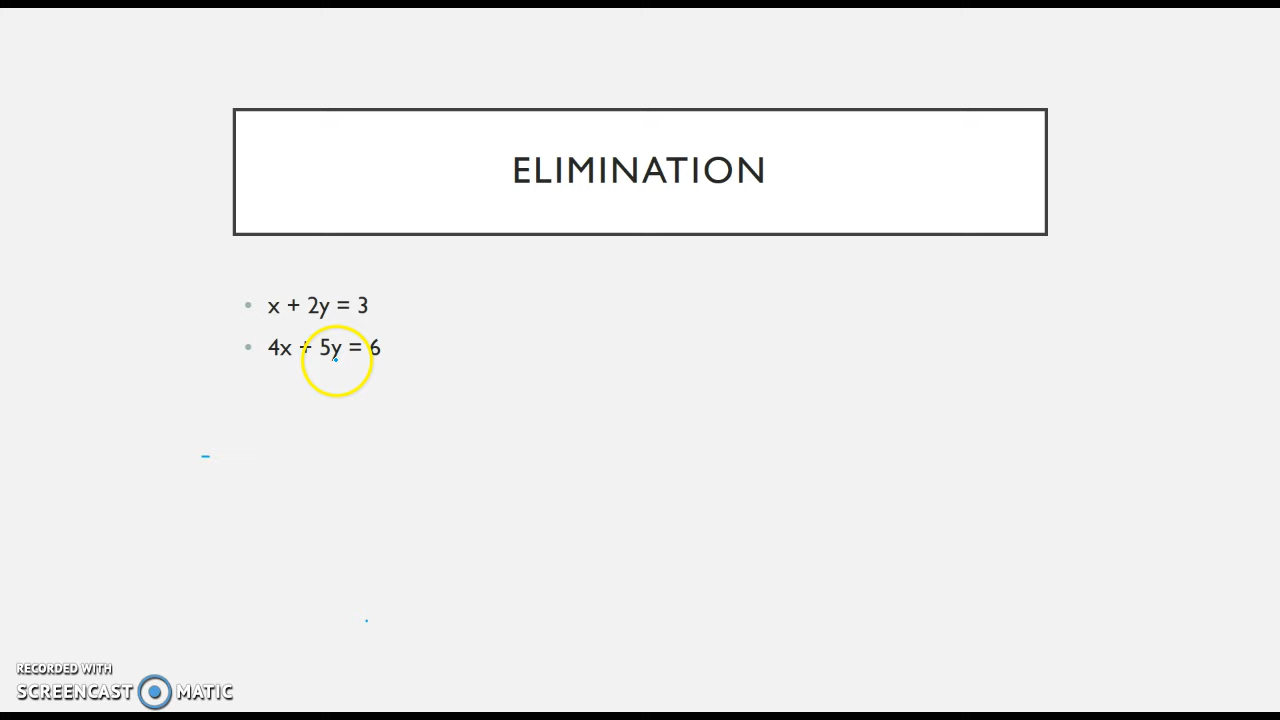 ELIMINATION
• x + 2y = 3
• 4x + 5y = 6
RECORDED WITH
SCREENCAST MATIC